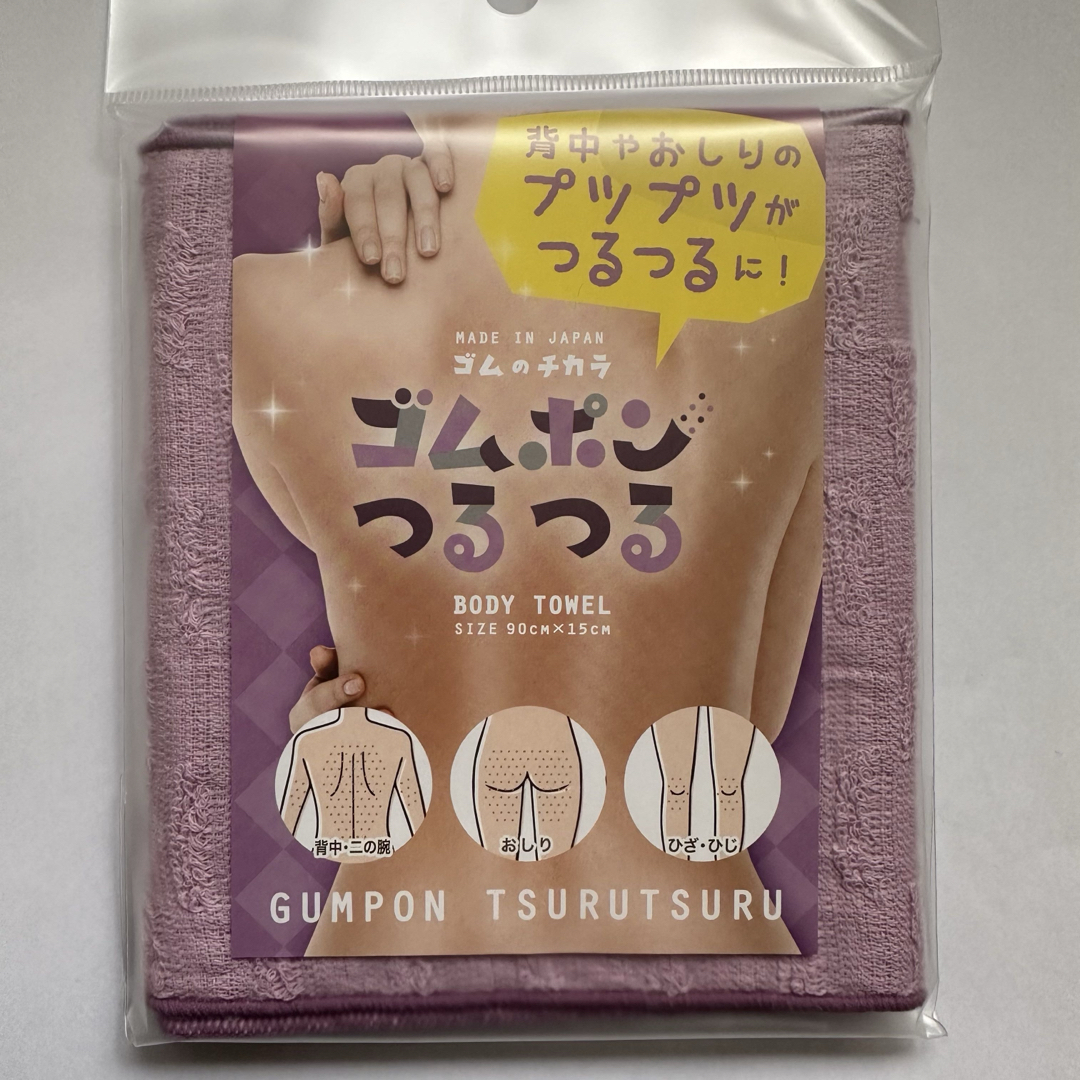 背中やおしりの
プツプツが
つるつるに！
MADE IN JAPAN
ゴムのチカラ
ゴムポン
つるつる
BODY TOWEL
SIZE 90CM×15CM
背中・二の腕
おしり
ひざ・ひじ
GUMPON TSURUTSURU